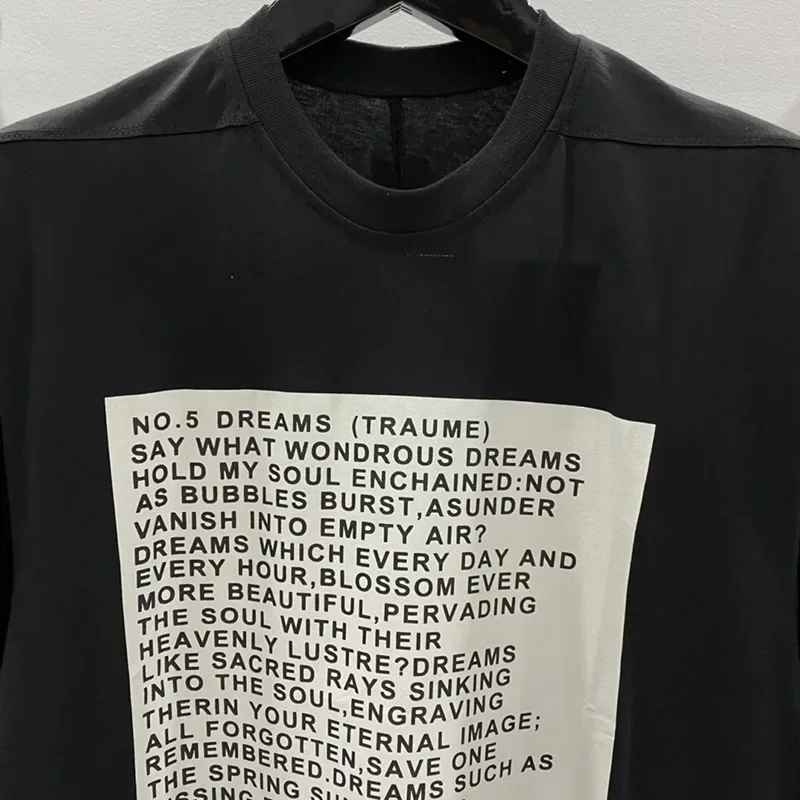 NO.5 DREAMS (TRAUME)
SAY WHAT WONDROUS DREAMS
HOLD MY SOUL ENCHAINED:NOT
AS BUBBLES BURST,ASUNDER
VANISH INTO EMPTY AIR?
DREAMS WHICH EVERY DAY AND
EVERY HOUR,BLOSSOM EVER
MORE BEAUTIFUL,PERVADING
THE SOUL WITH THEIR
HEAVENLY LUSTRE?DREAMS
LIKE SACRED RAYS SINKING
INTO THE SOUL,ENGRAVING
THERIN YOUR ETERNAL IMAGE;
ALL FORGOTTEN,SAVE ONE
REMEMBERED.DREAMS SUCH AS
THE SPRING